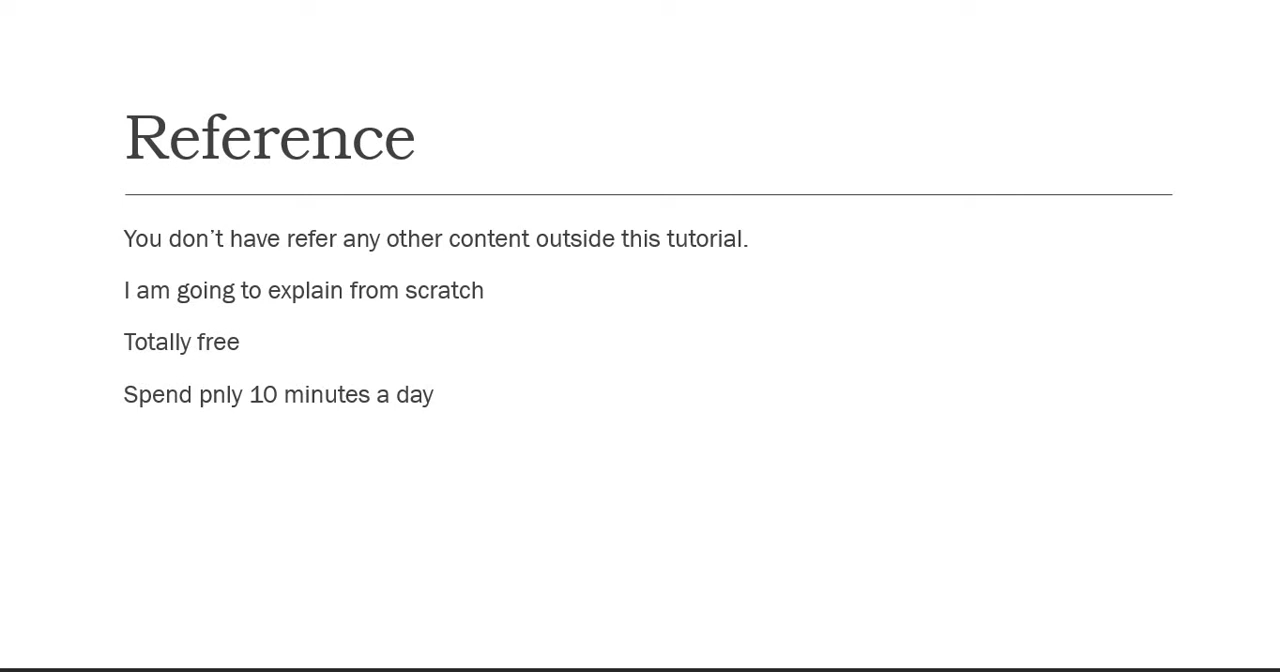 Reference
You don’t have refer any other content outside this tutorial.
I am going to explain from scratch
Totally free
Spend pnly 10 minutes a day